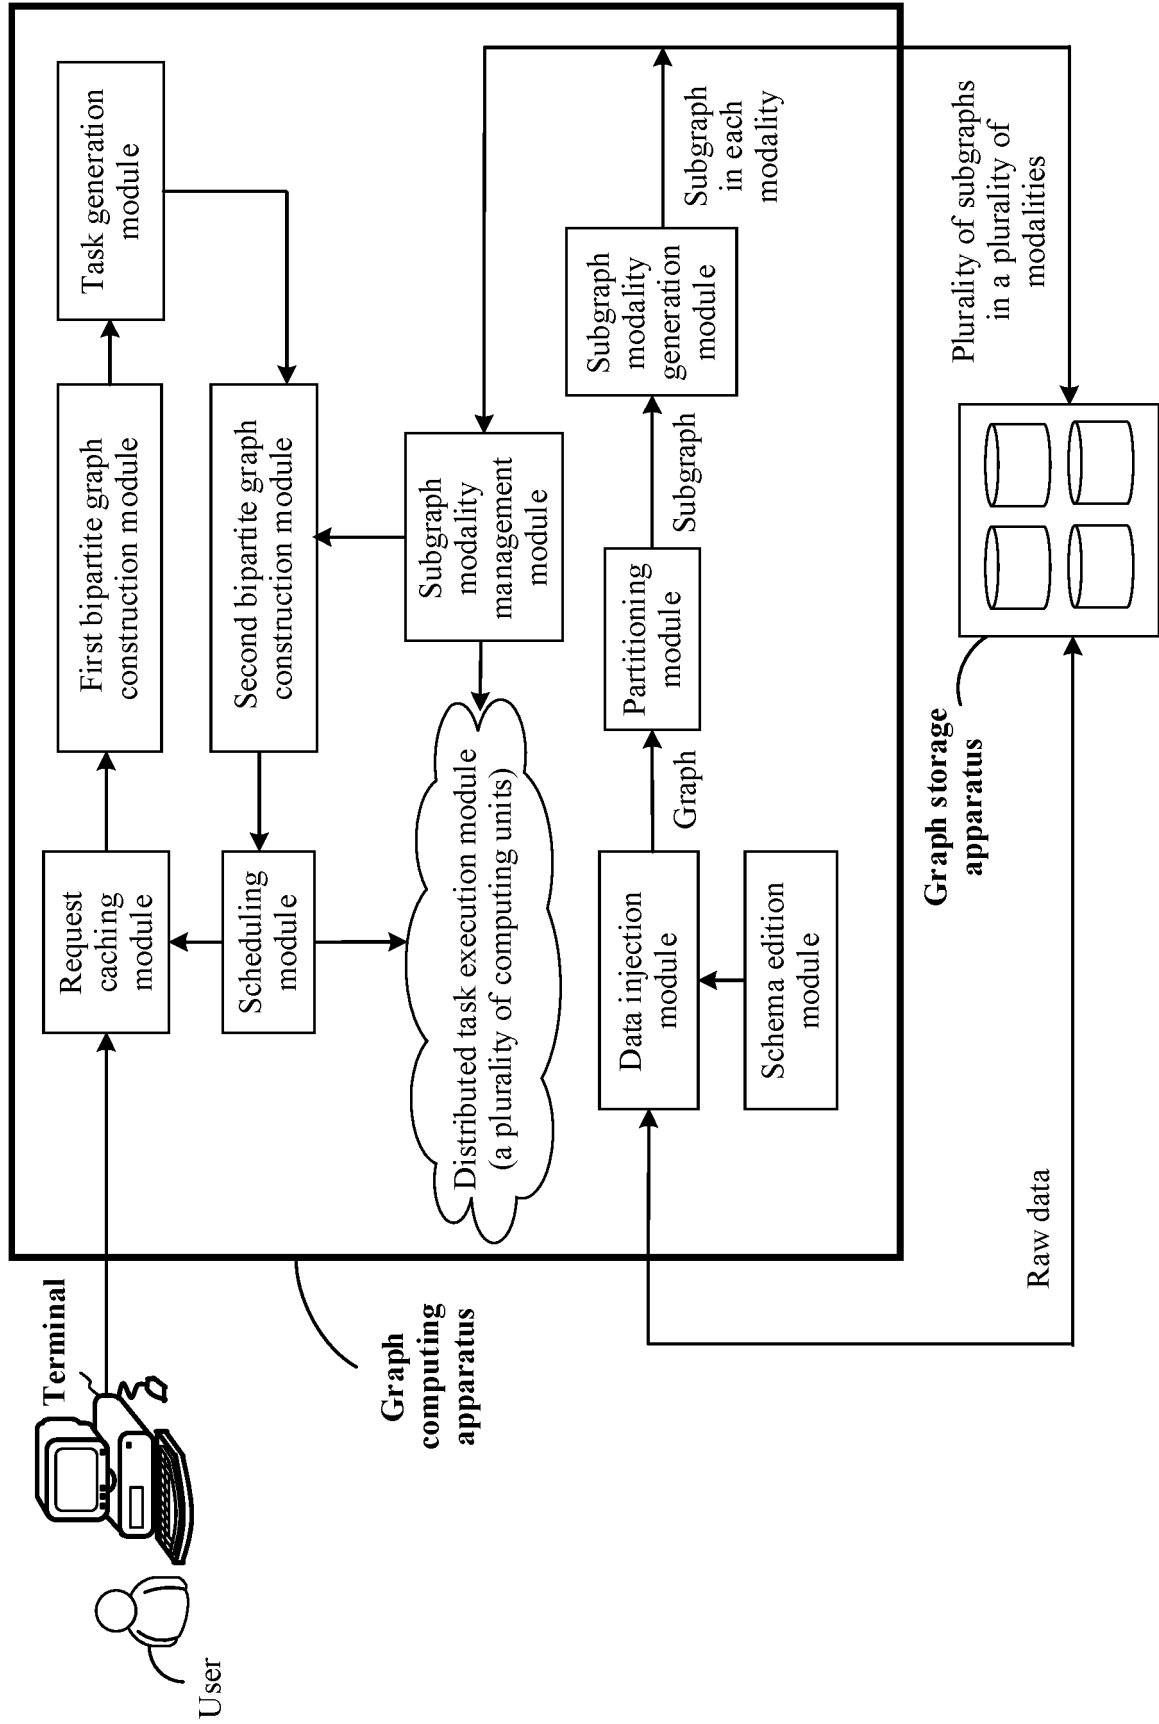 User
Terminal
Graph
computing
apparatus
Request
caching
module
First bipartite graph
construction module
Task generation
module
Scheduling
module
Second bipartite graph
construction module
Distributed task execution module
(a plurality of computing units)
Subgraph
modality
management
module
Data injection
module
Graph
Partitioning
module
Subgraph
Subgraph
modality
generation
module
Subgraph
in each
modality
Schema edition
module
Raw data
Graph storage
apparatus
Plurality of subgraphs
in a plurality of
modalities